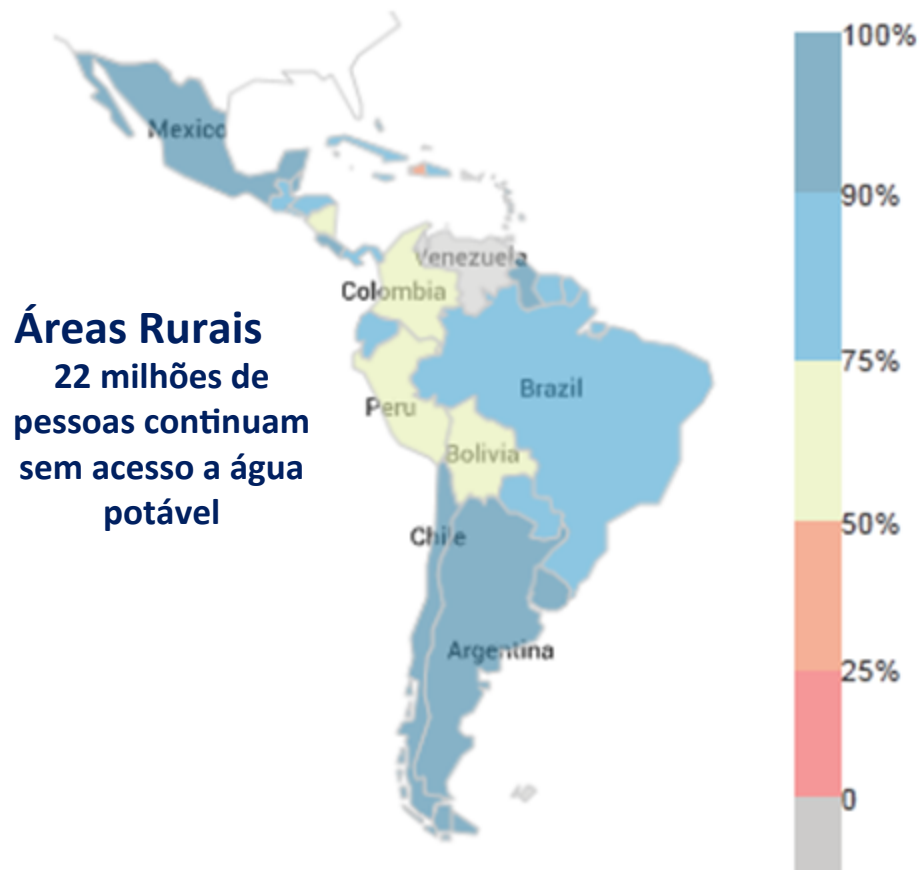 100%
Mexico
90%
Venezuela
Colombia
Áreas Rurais
22 milhões de
pessoas continuam
sem acesso a água
potável
75%
Brazil
Peru
Bolivia
50%
Chile
Argentina
25%
0